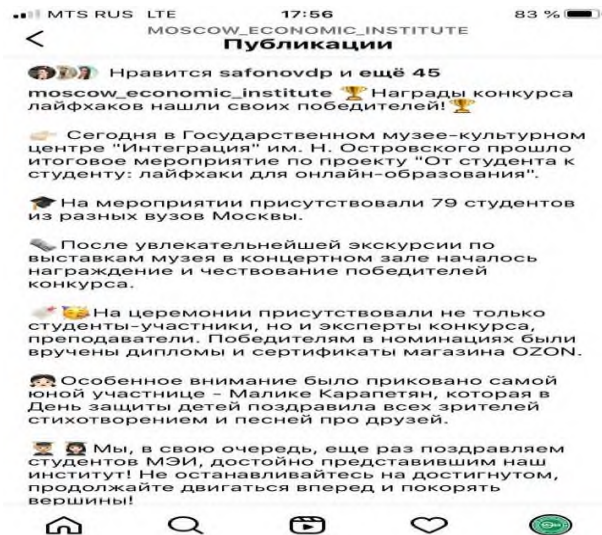 MTS RUS LTE 17:56 83 %
MOSCOW_ECONOMIC_INSTITUTE
Публикации
Нравится safonovdp и ещё 45
moscow_economic_institute 🏆Награды конкурса
лайфхаков нашли своих победителей!🏆
👉🏻 Сегодня в Государственном музее-культурном
центре "Интеграция" им. Н. Островского прошло
итоговое мероприятие по проекту "От студента к
студенту: лайфхаки для онлайн-образования".
🎓На мероприятии присутствовали 79 студентов
из разных вузов Москвы.
После увлекательнейшей экскурсии по
выставкам музея в концертном зале началось
награждение и чествование победителей
конкурса.
🥳На церемонии присутствовали не только
студенты-участники, но и эксперты конкурса,
преподаватели. Победителям в номинациях были
вручены дипломы и сертификаты магазина OZON.
👧🏻Особенное внимание было приковано самой
юной участнице - Малике Карапетян, которая в
День защиты детей поздравила всех зрителей
стихотворением и песней про друзей.
👨🏼‍🎓 👩🏻‍🎓 Мы, в свою очередь, еще раз поздравляем
студентов МЭИ, достойно представившим наш
институт! Не останавливайтесь на достигнутом,
продолжайте двигаться вперед и покорять
вершины!